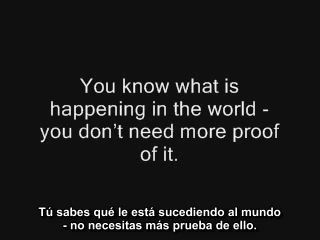 You know what is
happening in the world -
you don't need more proof
of it.
Tú sabes qué le está sucediendo al mundo
- no necesitas más prueba de ello.